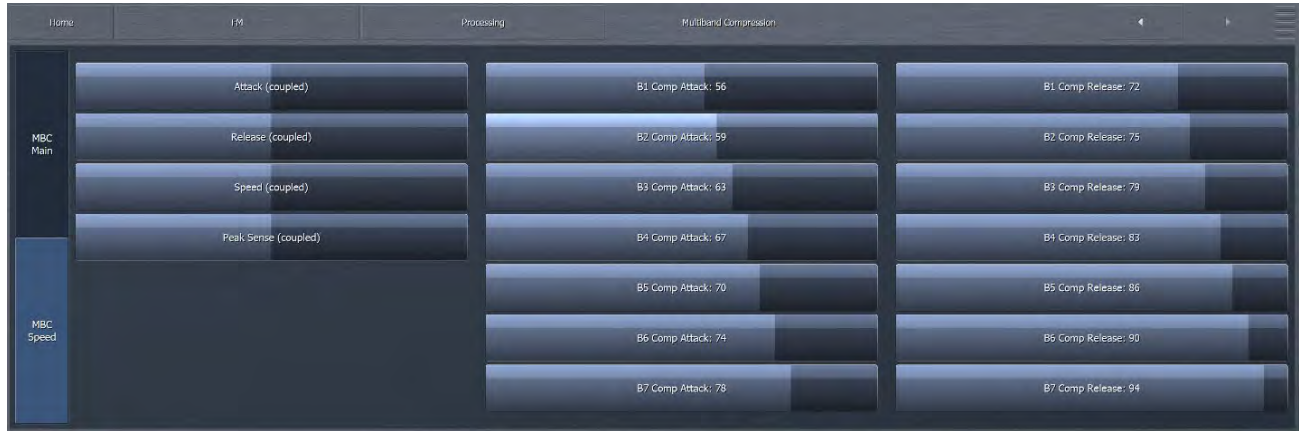 Home
FM
Processing
Multiband Compression
MBC
Main
MBC
Speed
Attack (coupled)
Release (coupled)
Speed (coupled)
Peak Sense (coupled)
B1 Comp Attack: 56
B2 Comp Attack: 59
B3 Comp Attack: 63
B4 Comp Attack: 67
B5 Comp Attack: 70
B6 Comp Attack: 74
B7 Comp Attack: 78
B1 Comp Release: 72
B2 Comp Release: 75
B3 Comp Release: 79
B4 Comp Release: 83
B5 Comp Release: 86
B6 Comp Release: 90
B7 Comp Release: 94